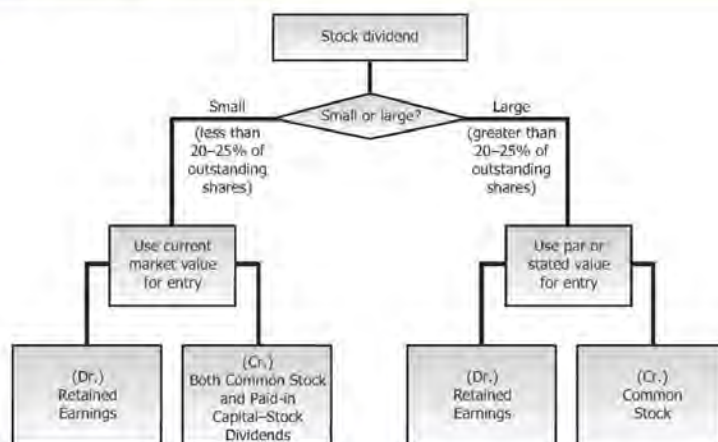 Stock dividend
Small or large?
Small
(less than
20–25% of
outstanding
shares)
Large
(greater than
20–25% of
outstanding
shares)
Use current
market value
for entry
Use par or
stated value
for entry
(Dr.)
Retained
Earnings
(Cr.)
Both Common Stock
and Paid-in
Capital–Stock
Dividends
(Dr.)
Retained
Earnings
(Cr.)
Common
Stock